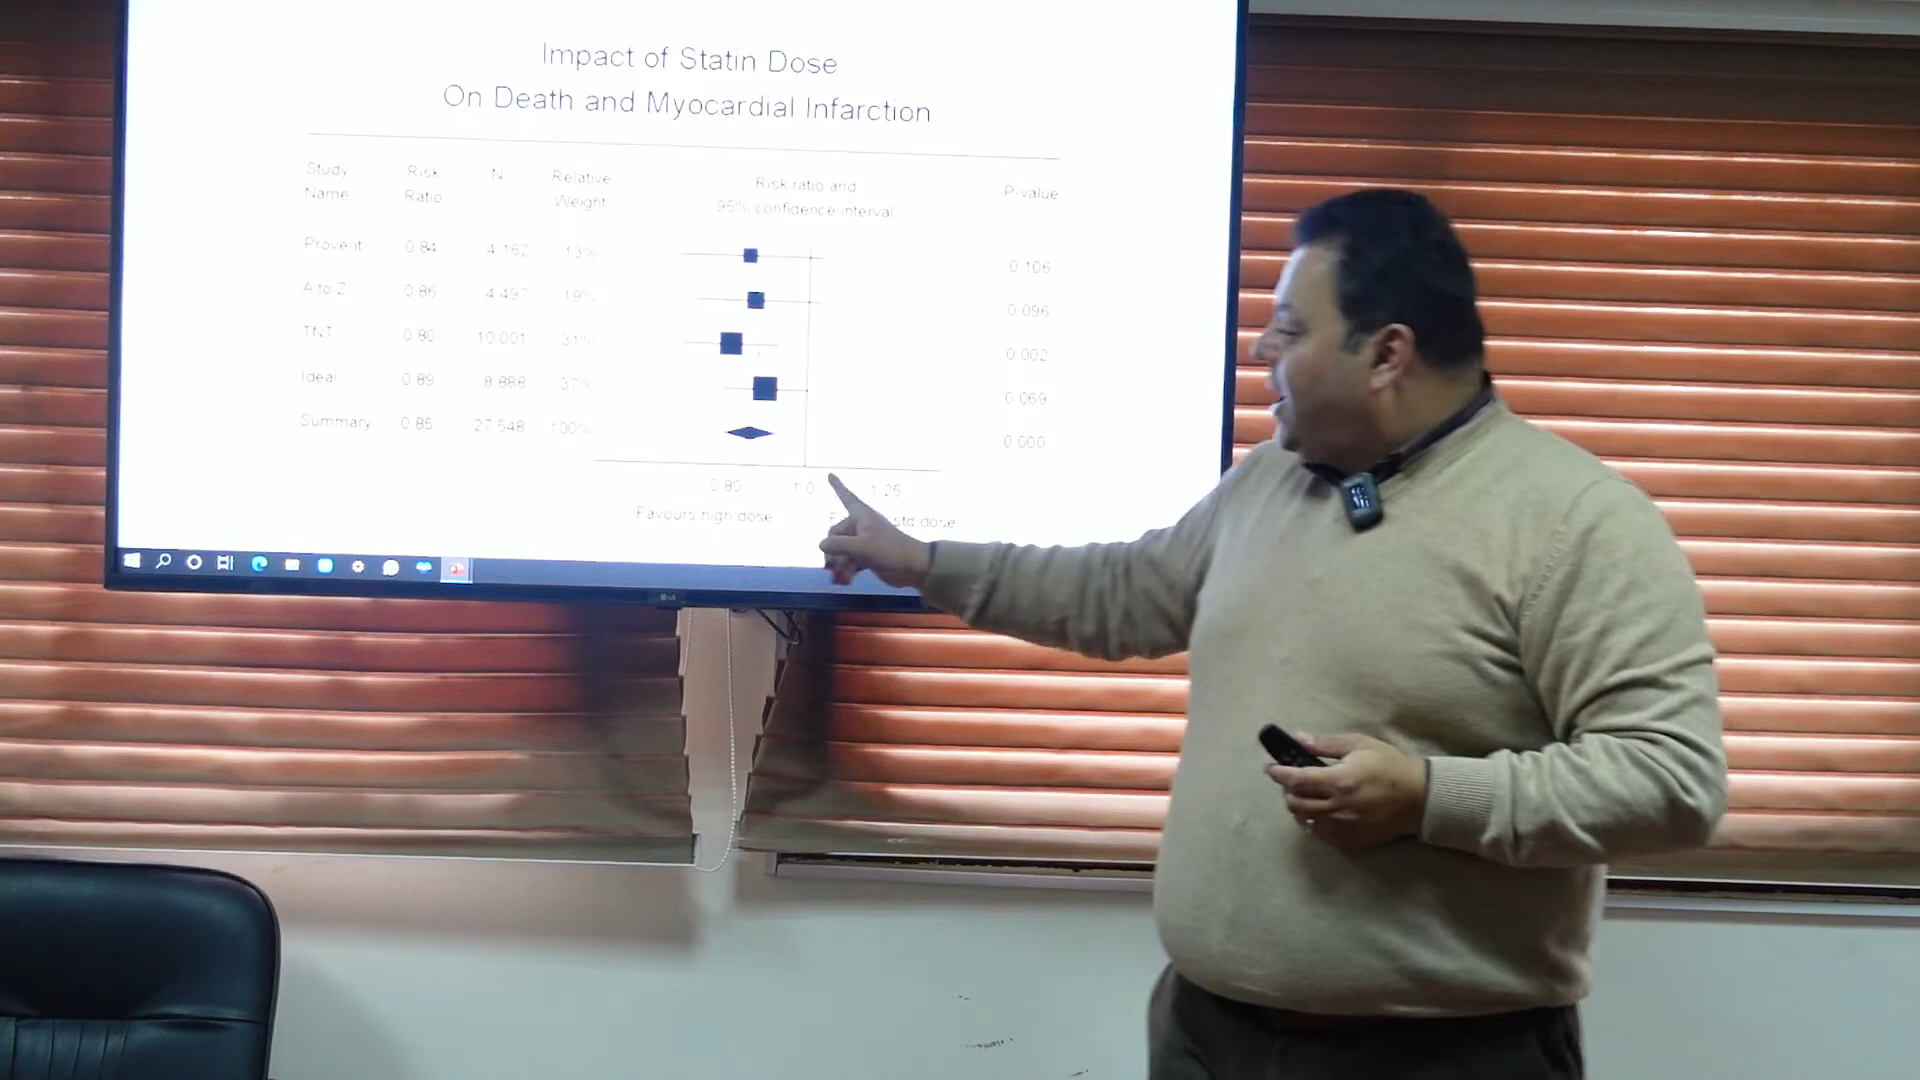 Impact of Statin Dose
On Death and Myocardial Infarction
Study Name Risk Ratio N Relative Weight Risk ratio and 95% confidence interval P-value
Prove-it 0.84 4.162 13% 0.106
A to Z 0.86 4.497 19% 0.096
TNT 0.80 10.001 31% 0.002
Ideal 0.89 8.888 37% 0.069
Summary 0.85 27.548 100% 0.000
0.80 1.0 1.25
Favours high dose std dose
LG